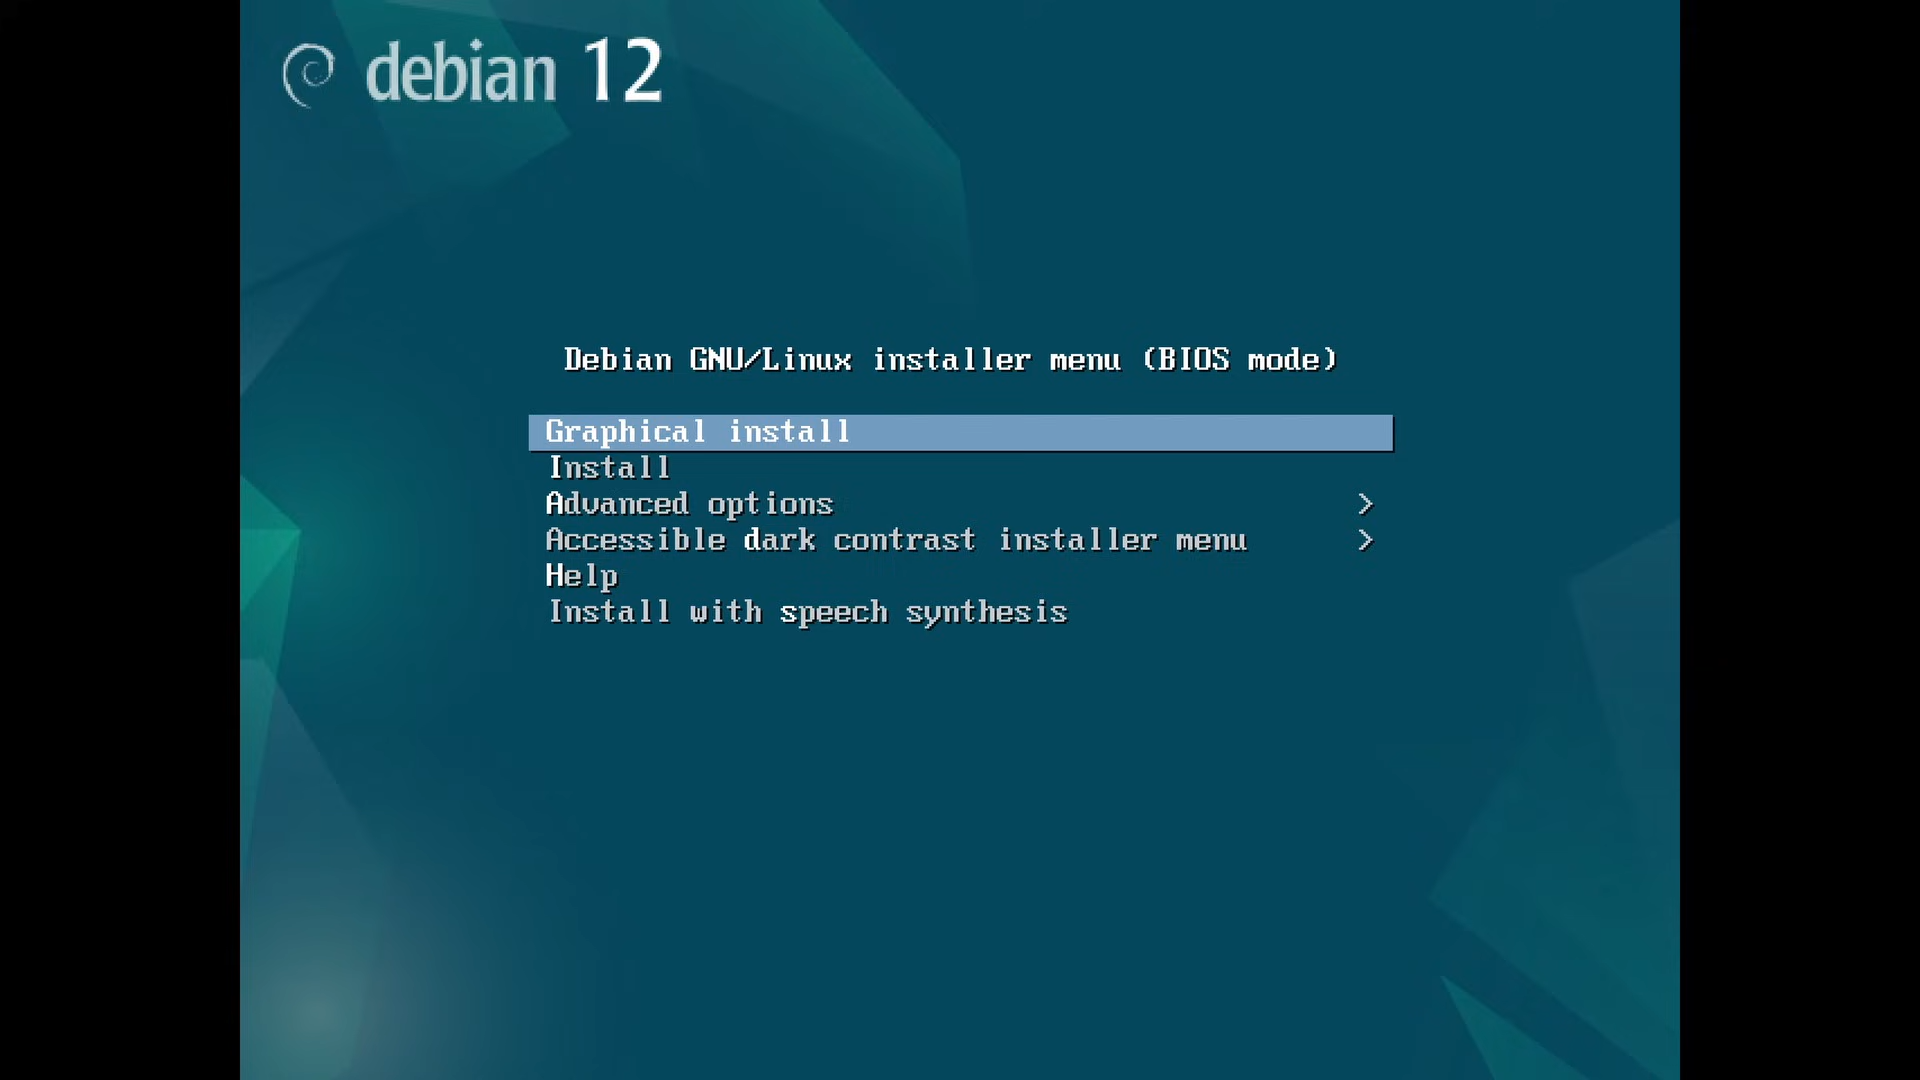 debian 12
Debian GNU/Linux installer menu (BIOS mode)
Graphical install
Install
Advanced options >
Accessible dark contrast installer menu >
Help
Install with speech synthesis